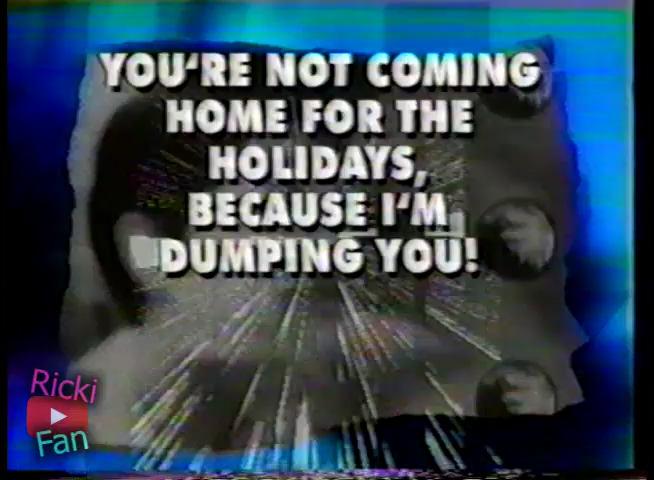 YOU'RE NOT COMING
HOME FOR THE
HOLIDAYS,
BECAUSE I'M
DUMPING YOU!
Ricki
Fan